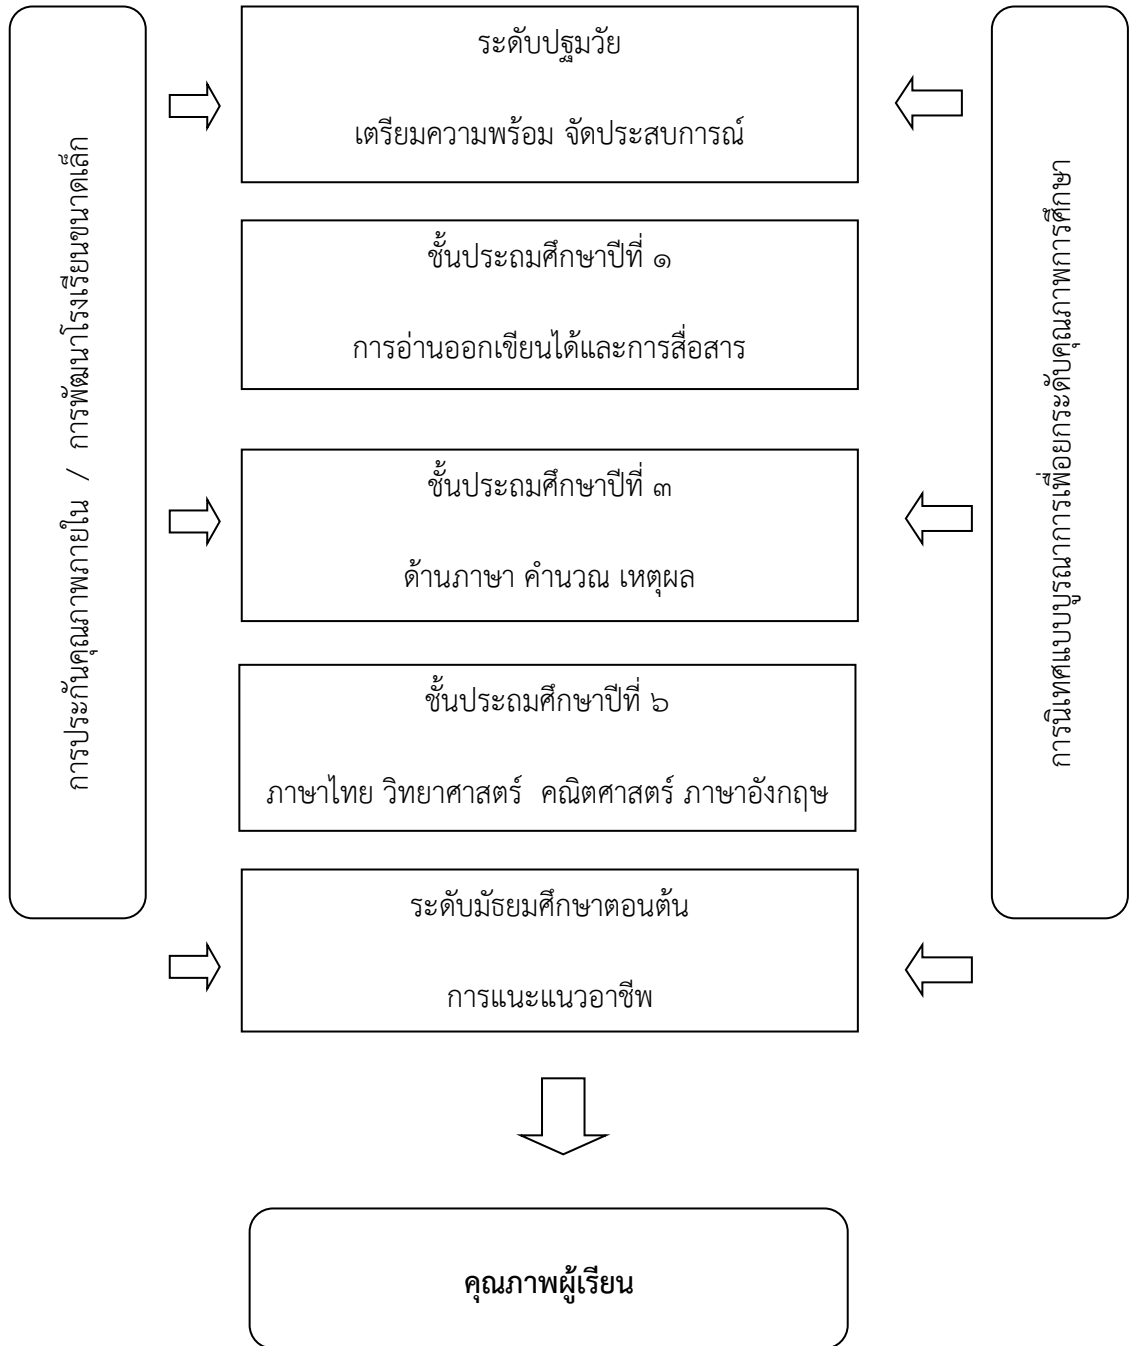 การประกันคุณภาพภายใน / การพัฒนาโรงเรียนขนาดเล็ก
ระดับปฐมวัย
เตรียมความพร้อม จัดประสบการณ์
ชั้นประถมศึกษาปีที่ ๑
การอ่านออกเขียนได้และการสื่อสาร
ชั้นประถมศึกษาปีที่ ๓
ด้านภาษา คำนวณ เหตุผล
ชั้นประถมศึกษาปีที่ ๖
ภาษาไทย วิทยาศาสตร์ คณิตศาสตร์ ภาษาอังกฤษ
ระดับมัธยมศึกษาตอนต้น
การแนะแนวอาชีพ
การนิเทศแบบบูรณาการเพื่อยกระดับคุณภาพการศึกษา
คุณภาพผู้เรียน